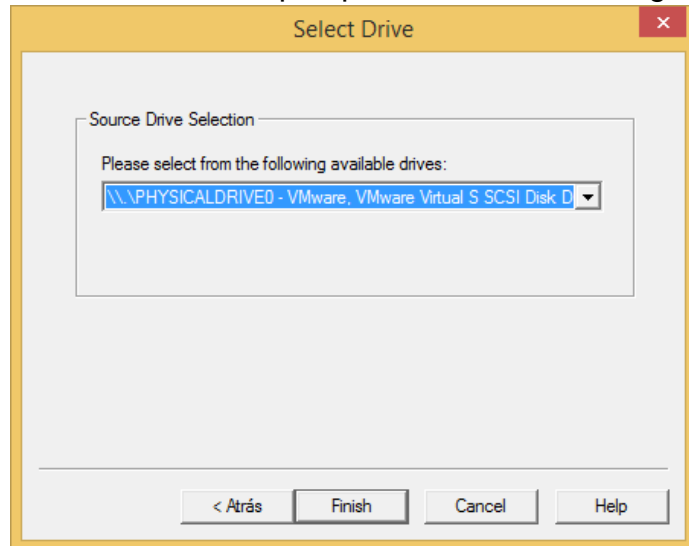 Select Drive
Source Drive Selection
Please select from the following available drives:
\\.\PHYSICALDRIVE0 - VMware, VMware Virtual S SCSI Disk D
< Atrás Finish Cancel Help